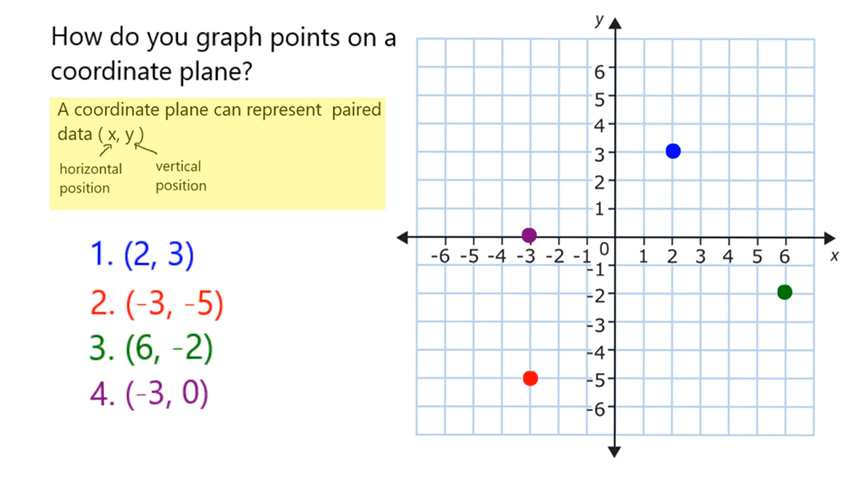 How do you graph points on a
coordinate plane?
A coordinate plane can represent paired
data (x, y)
horizontal
position
vertical
position
1. (2, 3)
2. (-3, -5)
3. (6, -2)
4. (-3, 0)
y
6
5
4
3
2
1
-6 -5 -4 -3 -2 -1 0 1 2 3 4 5 6 x
-1
-2
-3
-4
-5
-6